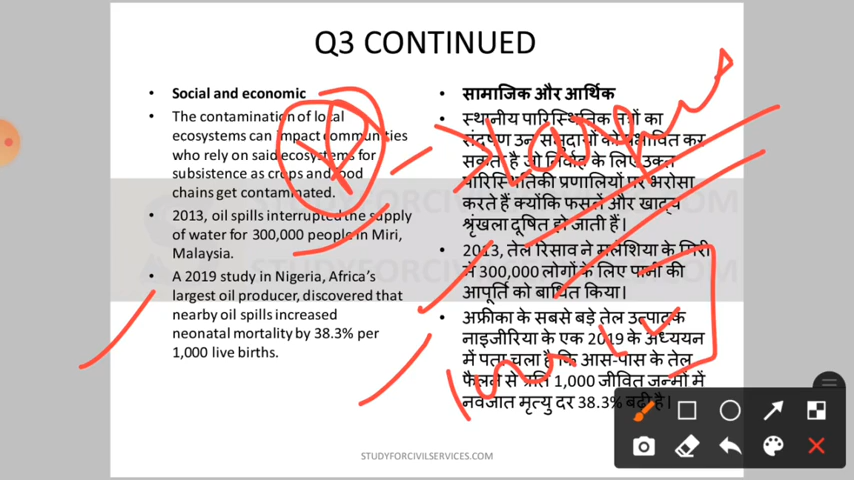 Q3 CONTINUED
Social and economic
The contamination of local
ecosystems can impact communities
who rely on said ecosystems for
subsistence as crops and food
chains get contaminated.
2013, oil spills interrupted the supply
of water for 300,000 people in Miri,
Malaysia.
A 2019 study in Nigeria, Africa's
largest oil producer, discovered that
nearby oil spills increased
neonatal mortality by 38.3% per
1,000 live births.
सामाजिक और आर्थिक
स्थानीय पारिस्थितिक तंत्रों का
संदूषण उन समुदायों को प्रभावित कर
सकता है जो निर्वाह के लिए उक्त
पारिस्थितिकी प्रणालियों पर भरोसा
करते हैं क्योंकि फसलें और खाद्य
श्रृंखला दूषित हो जाती हैं।
2013, तेल रिसाव ने मलेशिया के मिरी
में 300,000 लोगों के लिए पानी की
आपूर्ति को बाधित किया।
अफ्रीका के सबसे बड़े तेल उत्पादक
नाइजीरिया के एक 2019 के अध्ययन
में पता चला है कि आस-पास के तेल
फैलने से प्रति 1,000 जीवित जन्मों में
नवजात मृत्यु दर 38.3% बढ़ी है।
STUDYFORCIVILSERVICES.COM